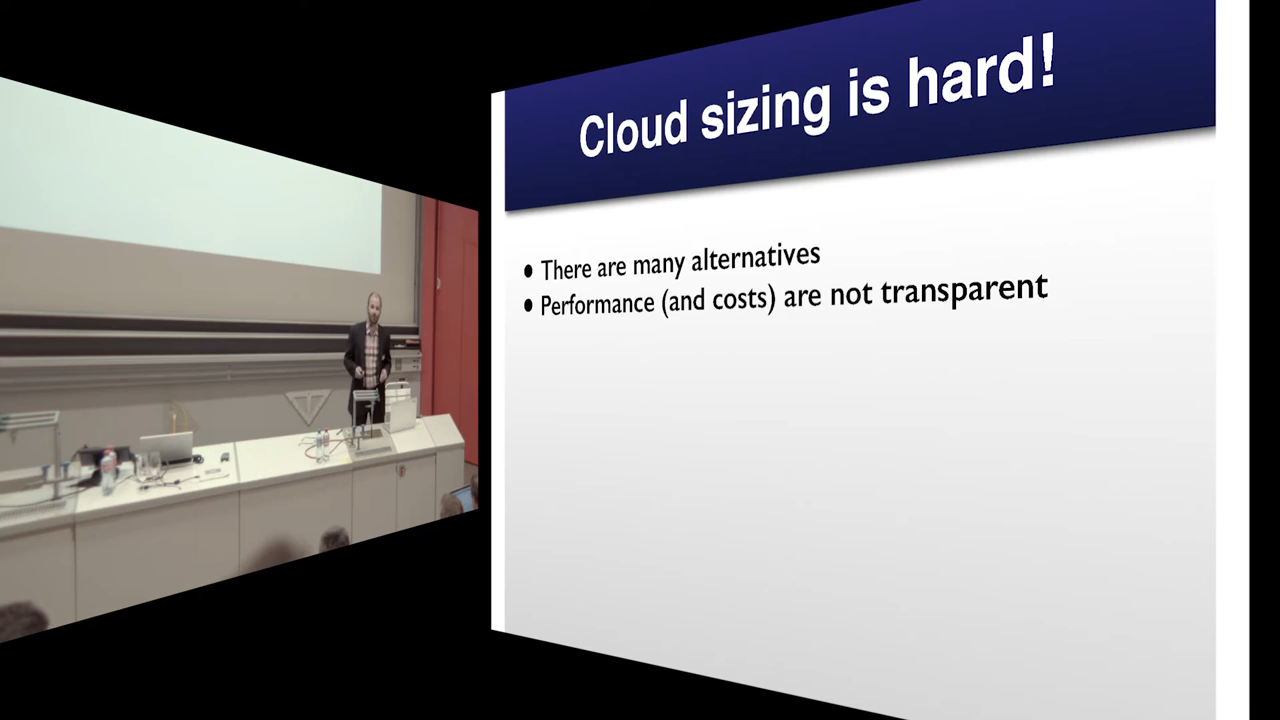 Cloud sizing is hard!
• There are many alternatives
• Performance (and costs) are not transparent